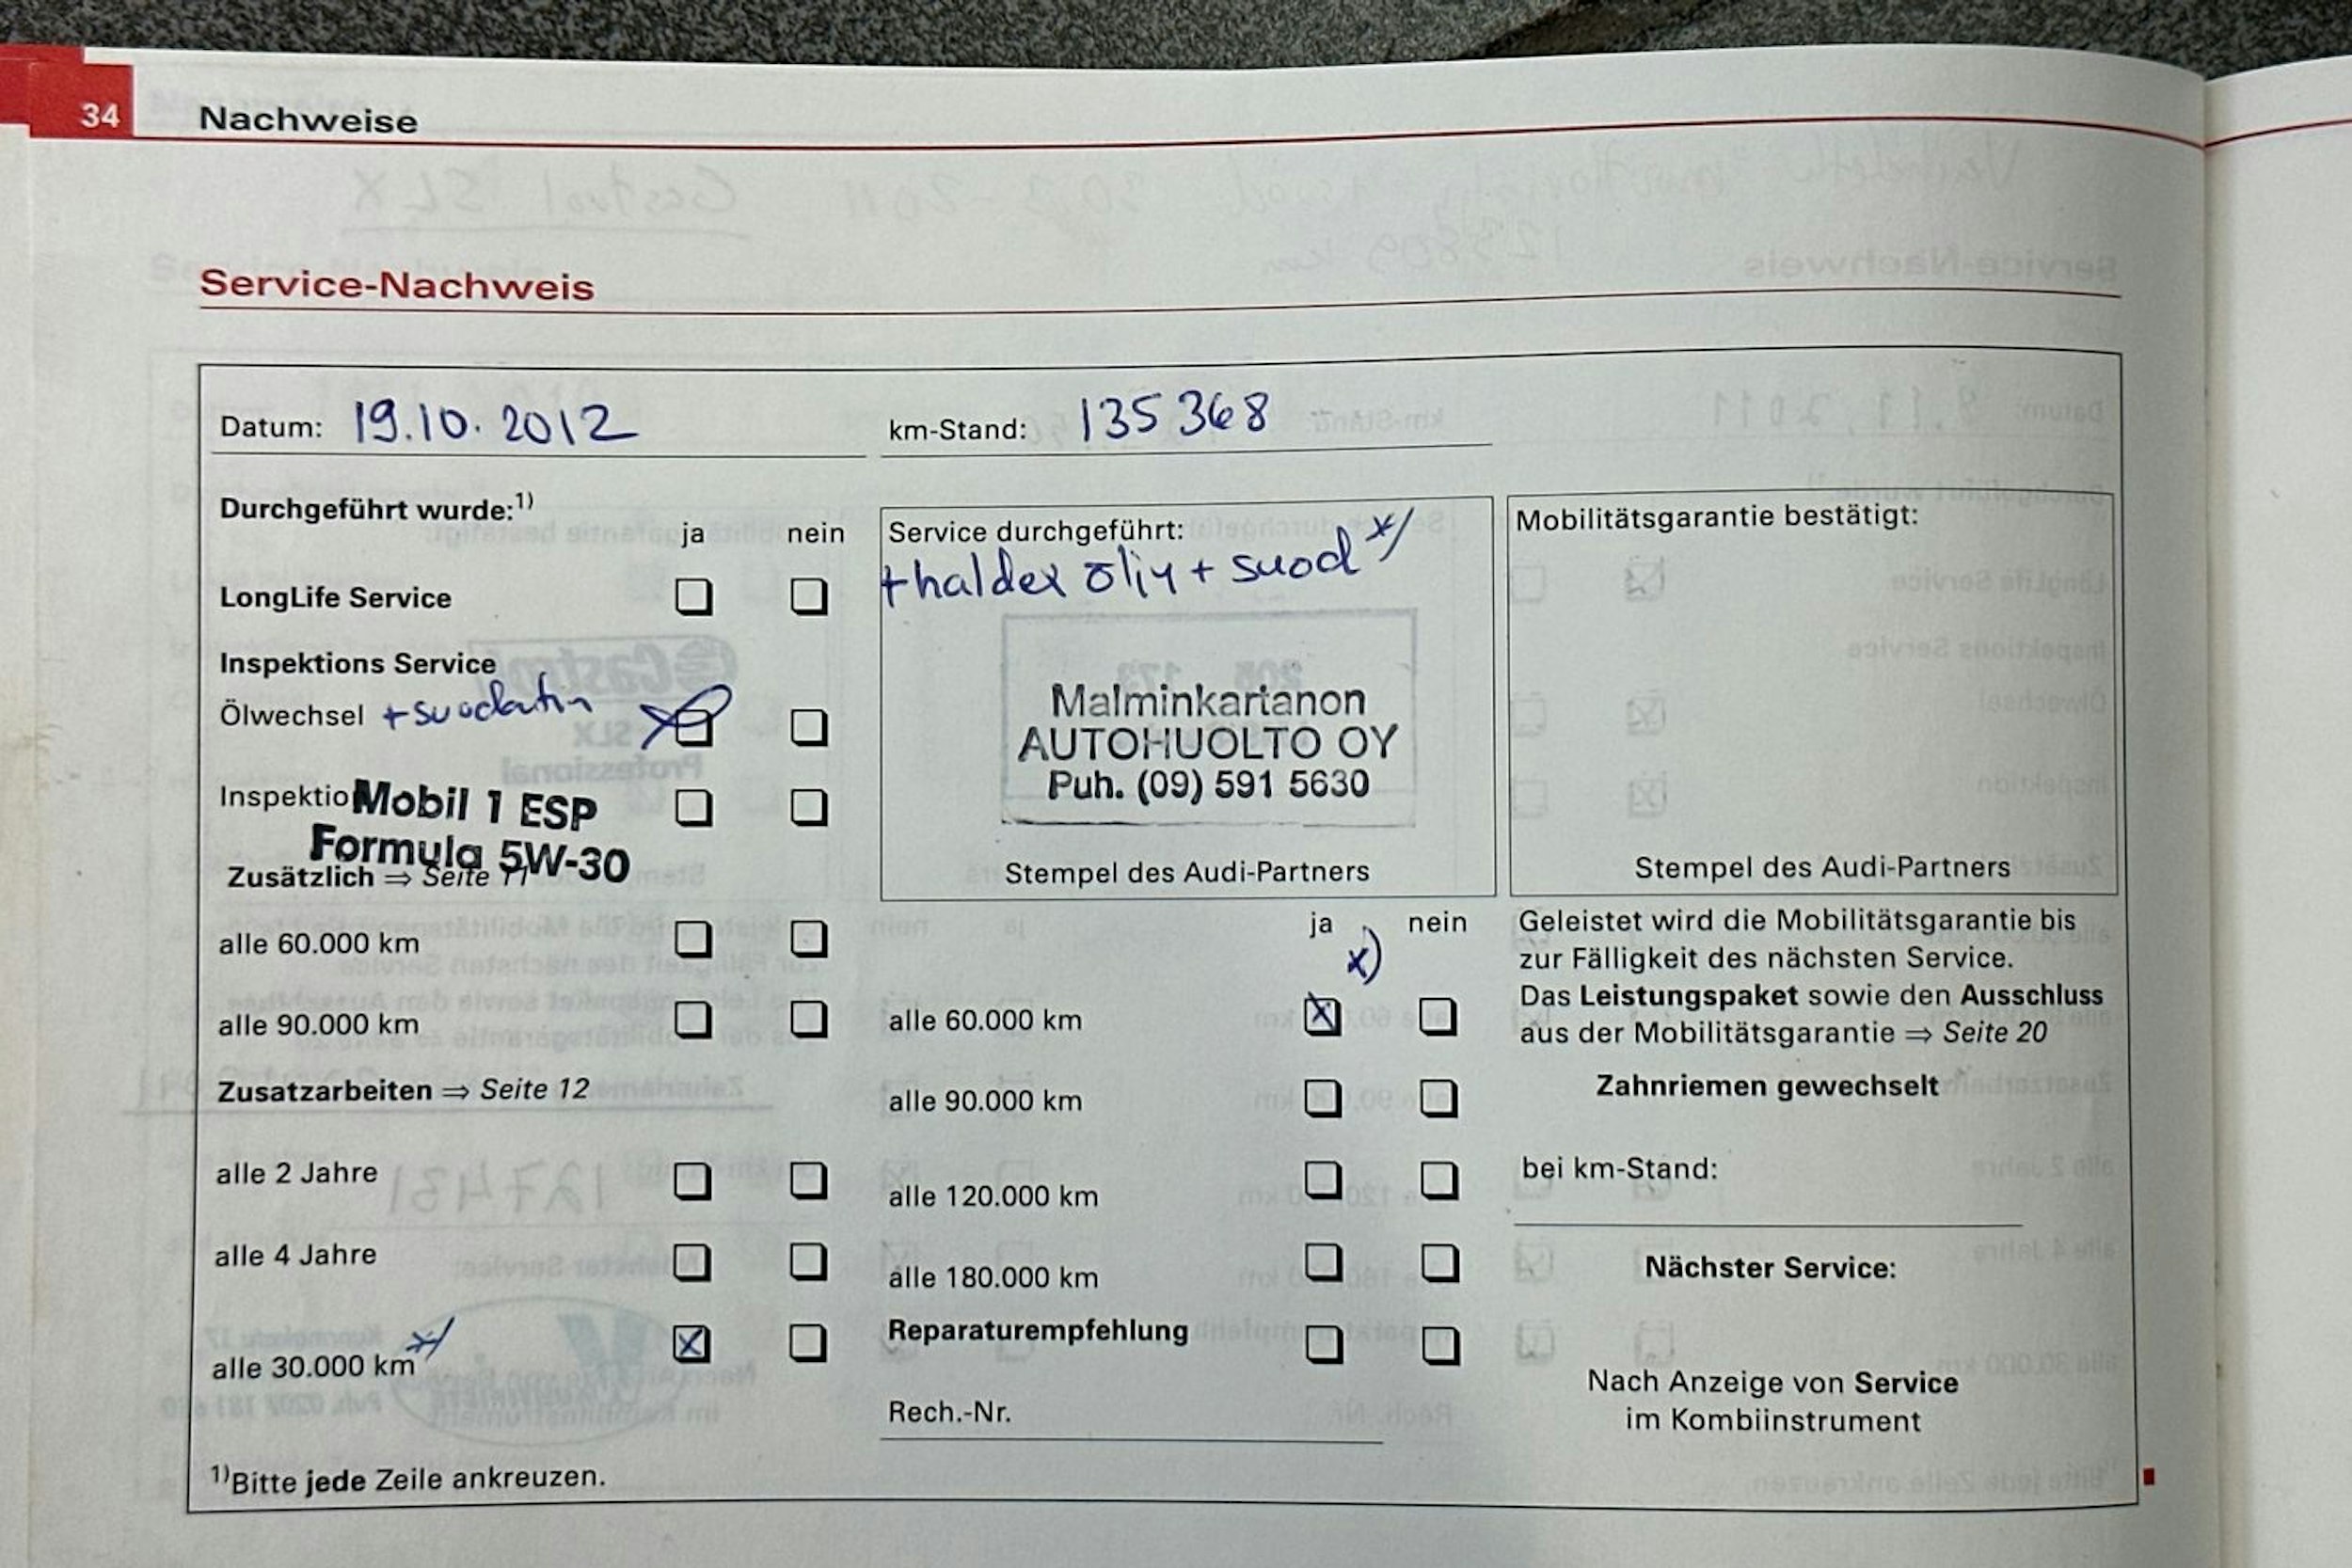 34 Nachweise
Service-Nachweis
Datum: 19.10.2012 km-Stand: 135 368
Durchgeführt wurde:1)
ja nein
LongLife Service
Inspektions Service
Ölwechsel + suodatin
Inspektio
Mobil 1 ESP
Formula 5W-30
Zusätzlich ⇒ Seite 11
alle 60.000 km
alle 90.000 km
Zusatzarbeiten ⇒ Seite 12
alle 2 Jahre
alle 4 Jahre
alle 30.000 km */
Service durchgeführt: */
+ haldex öljy + suod
Malminkartanon
AUTOHUOLTO OY
Puh. (09) 591 5630
Stempel des Audi-Partners
ja nein
x)
alle 60.000 km
alle 90.000 km
alle 120.000 km
alle 180.000 km
Reparaturempfehlung
Rech.-Nr.
Mobilitätsgarantie bestätigt:
Stempel des Audi-Partners
Geleistet wird die Mobilitätsgarantie bis
zur Fälligkeit des nächsten Service.
Das Leistungspaket sowie den Ausschluss
aus der Mobilitätsgarantie ⇒ Seite 20
Zahnriemen gewechselt
bei km-Stand:
Nächster Service:
Nach Anzeige von Service
im Kombiinstrument
1)Bitte jede Zeile ankreuzen.